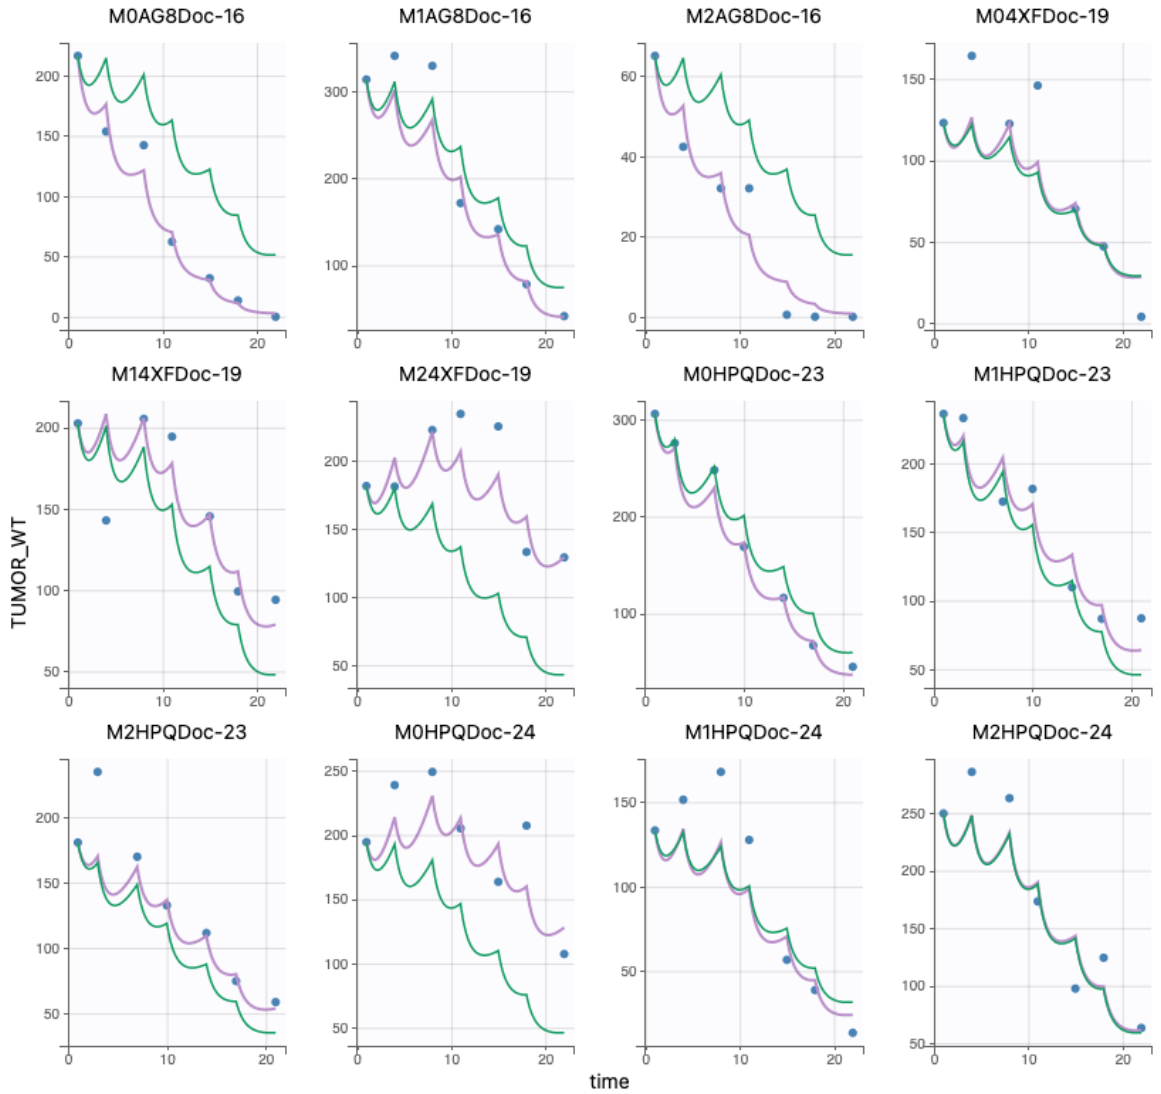 M0AG8Doc-16 M1AG8Doc-16 M2AG8Doc-16 M04XFDoc-19
200 300 60 150
150 40 100
100 200 20 50
50 100
0 0 0
0 10 20 0 10 20 0 10 20 0 10 20
M14XFDoc-19 M24XFDoc-19 M0HPQDoc-23 M1HPQDoc-23
200 200 300 200
150 150 200 150
100 100 100 100
50 50 50
0 10 20 0 10 20 0 10 20 0 10 20
TUMOR_WT
M2HPQDoc-23 M0HPQDoc-24 M1HPQDoc-24 M2HPQDoc-24
200 250 150 250
150 200 100 200
100 150 50 150
50 100 100
50 50
0 10 20 0 10 20 0 10 20 0 10 20
time